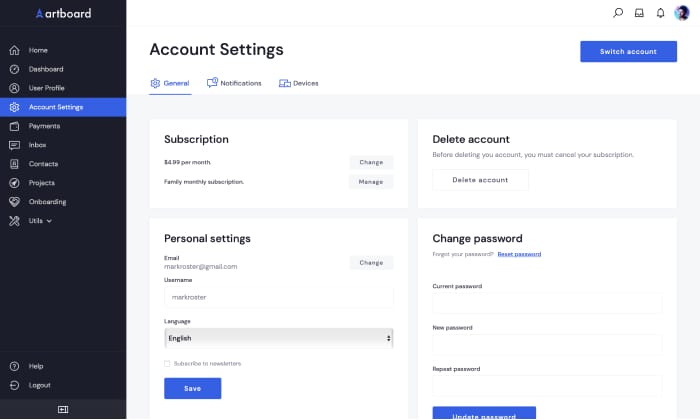 artboard
Home
Dashboard
User Profile
Account Settings
Payments
Inbox
Contacts
Projects
Onboarding
Utils
Help
Logout
Account Settings
Switch account
General
Notifications
Devices
Subscription
$4.99 per month.
Change
Family monthly subscription.
Manage
Delete account
Before deleting you account, you must cancel your subscription.
Delete account
Personal settings
Email
markroster@gmail.com
Change
Username
markroster
Language
English
Subscribe to newsletters
Save
Change password
Forgot your password? Reset password
Current password
New password
Repeat password
Update password